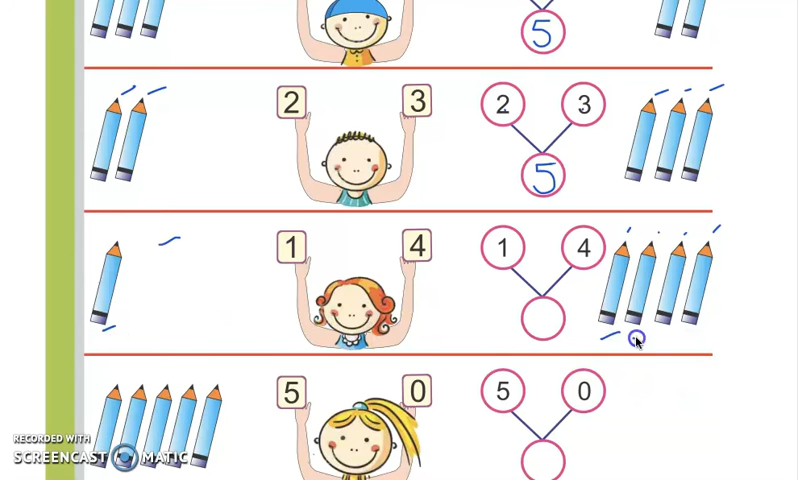 5
2 3 2 3
5
1 4 1 4
5 0 5 0
RECORDED WITH
SCREENCAST MATIC